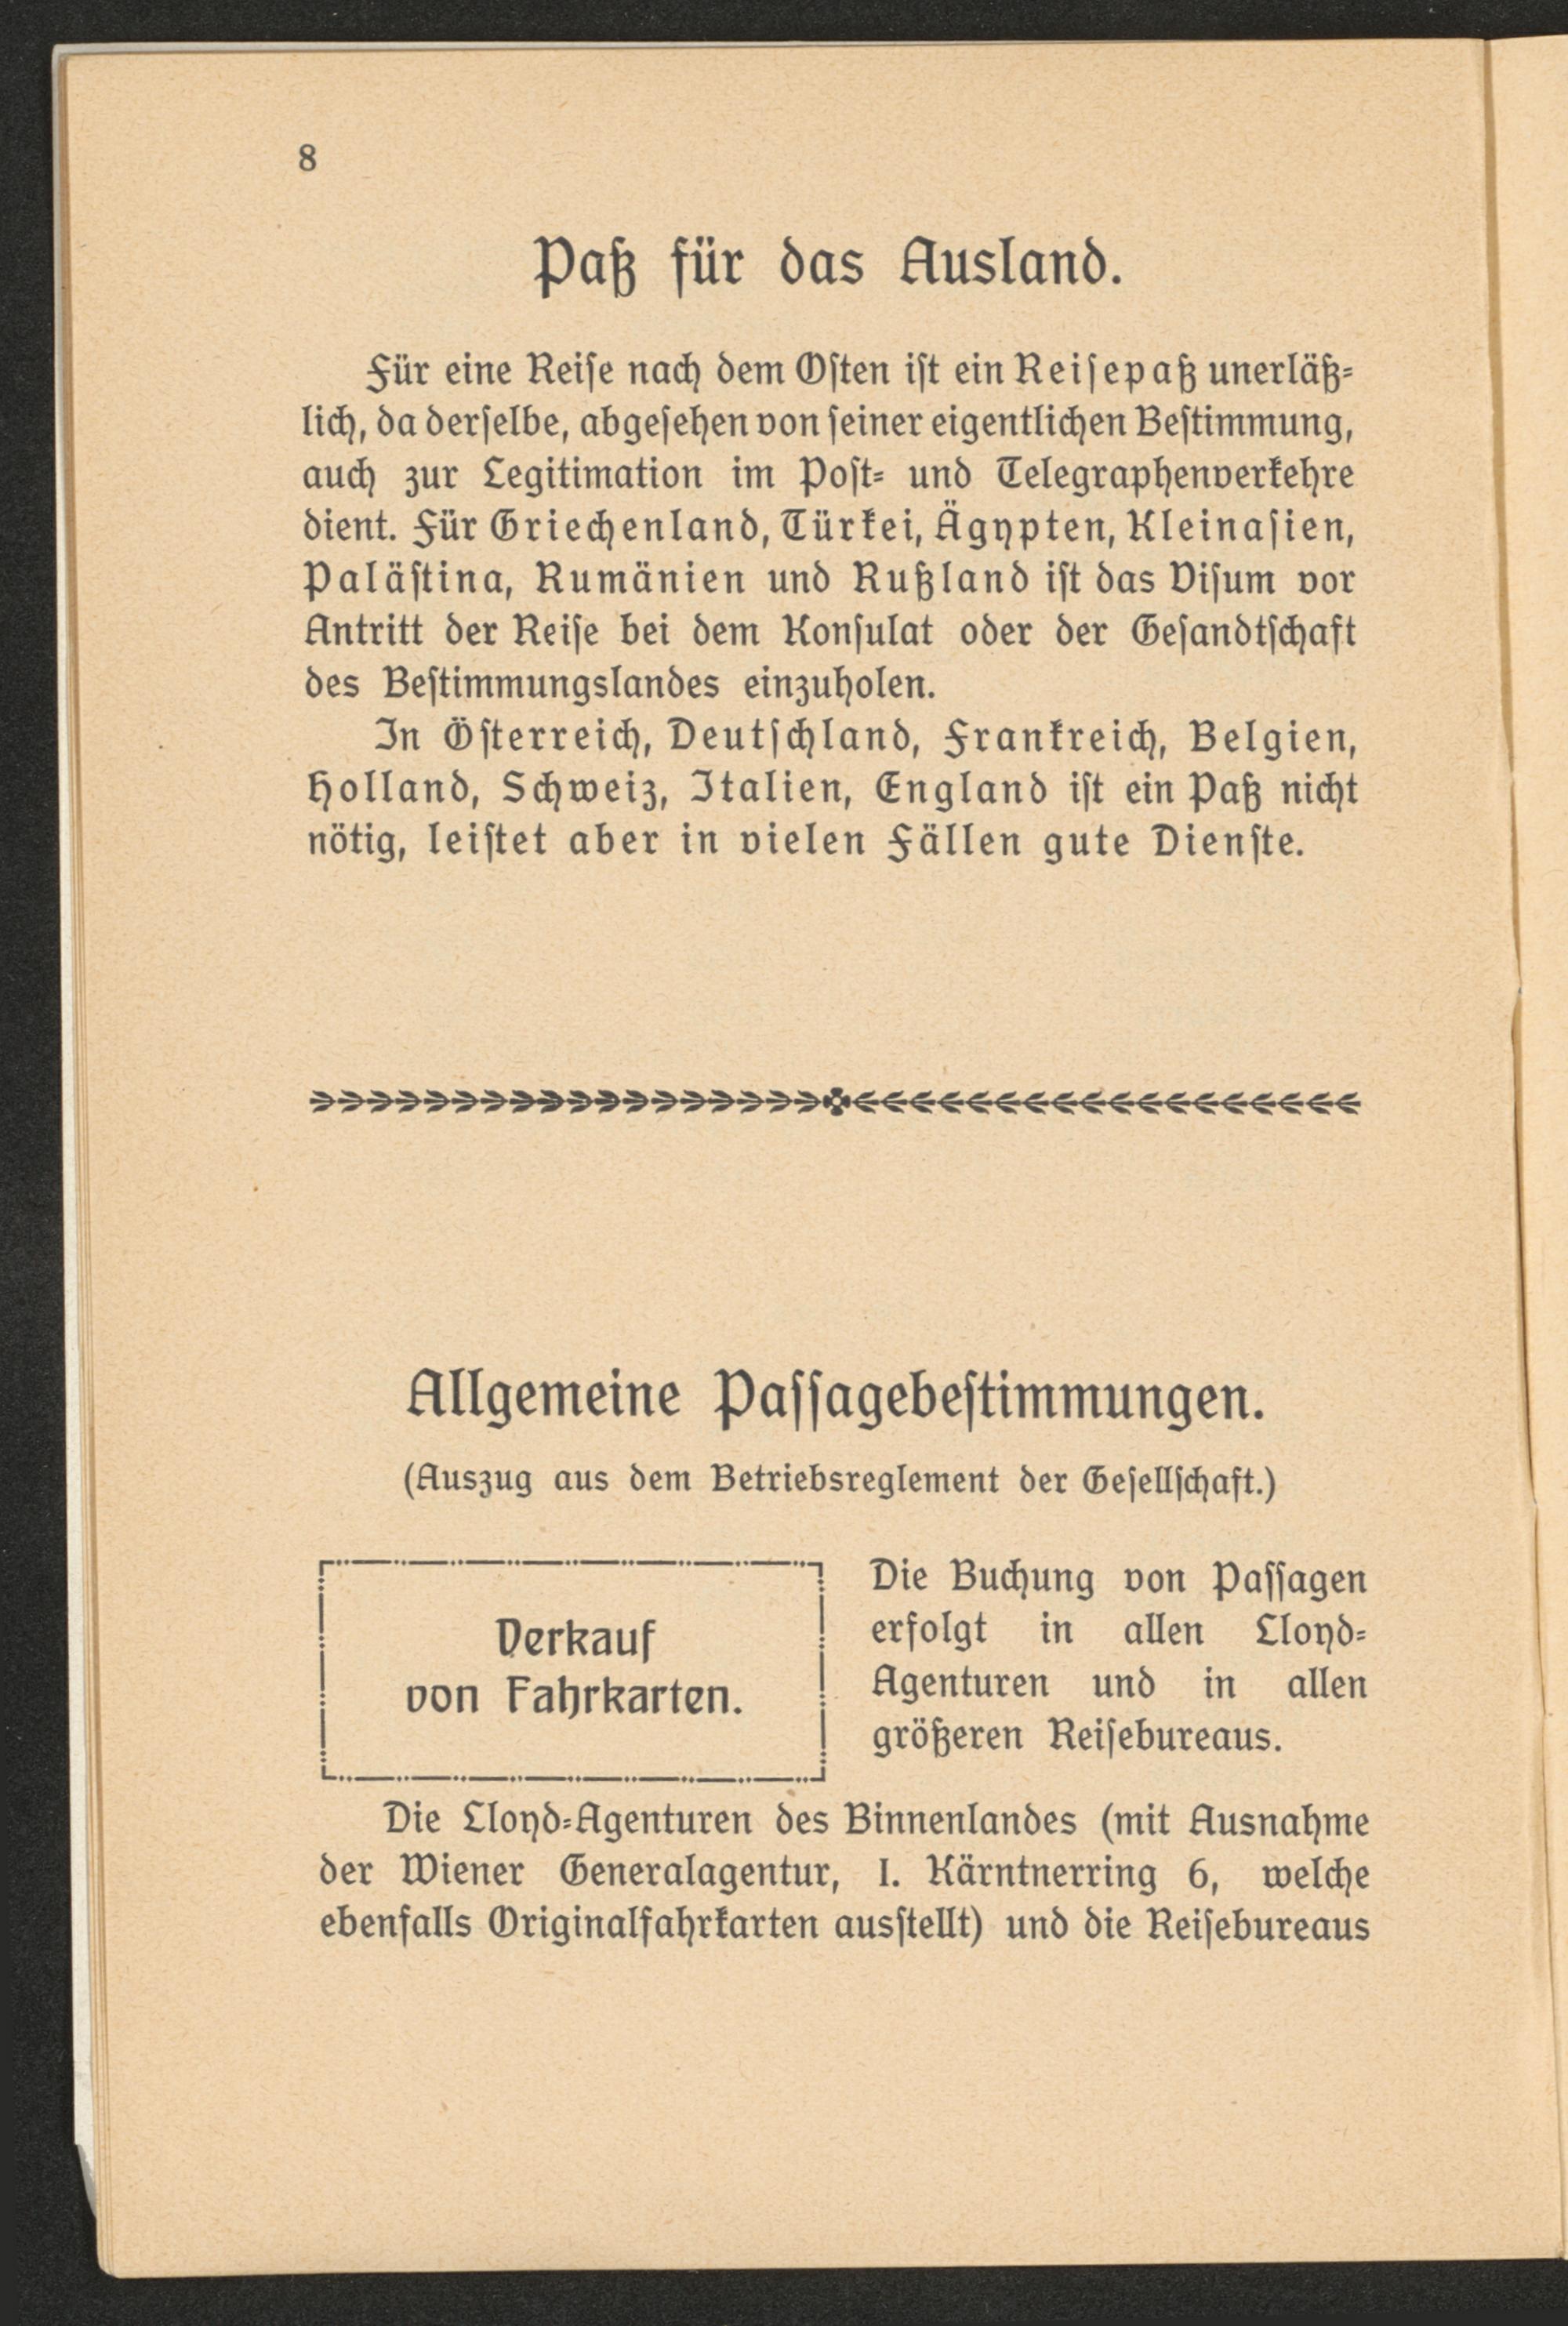 8
Paß für das Ausland.
Für eine Reiſe nach dem Oſten iſt ein Reiſepaß unerläß-
lich, da derſelbe, abgeſehen von ſeiner eigentlichen Beſtimmung,
auch zur Legitimation im Poſt- und Telegraphenverkehre
dient. Für Griechenland, Türkei, Ägypten, Kleinaſien,
Paläſtina, Rumänien und Rußland iſt das Viſum vor
Antritt der Reiſe bei dem Konſulat oder der Geſandtſchaft
des Beſtimmungslandes einzuholen.
In Öſterreich, Deutſchland, Frankreich, Belgien,
Holland, Schweiz, Italien, England iſt ein Paß nicht
nötig, leiſtet aber in vielen Fällen gute Dienſte.
Allgemeine Paſſagebeſtimmungen.
(Auszug aus dem Betriebsreglement der Geſellſchaft.)
Verkauf
von Fahrkarten.
Die Buchung von Paſſagen
erfolgt in allen Lloyd-
Agenturen und in allen
größeren Reiſebureaus.
Die Lloyd-Agenturen des Binnenlandes (mit Ausnahme
der Wiener Generalagentur, I. Kärntnerring 6, welche
ebenfalls Originalfahrkarten ausſtellt) und die Reiſebureaus